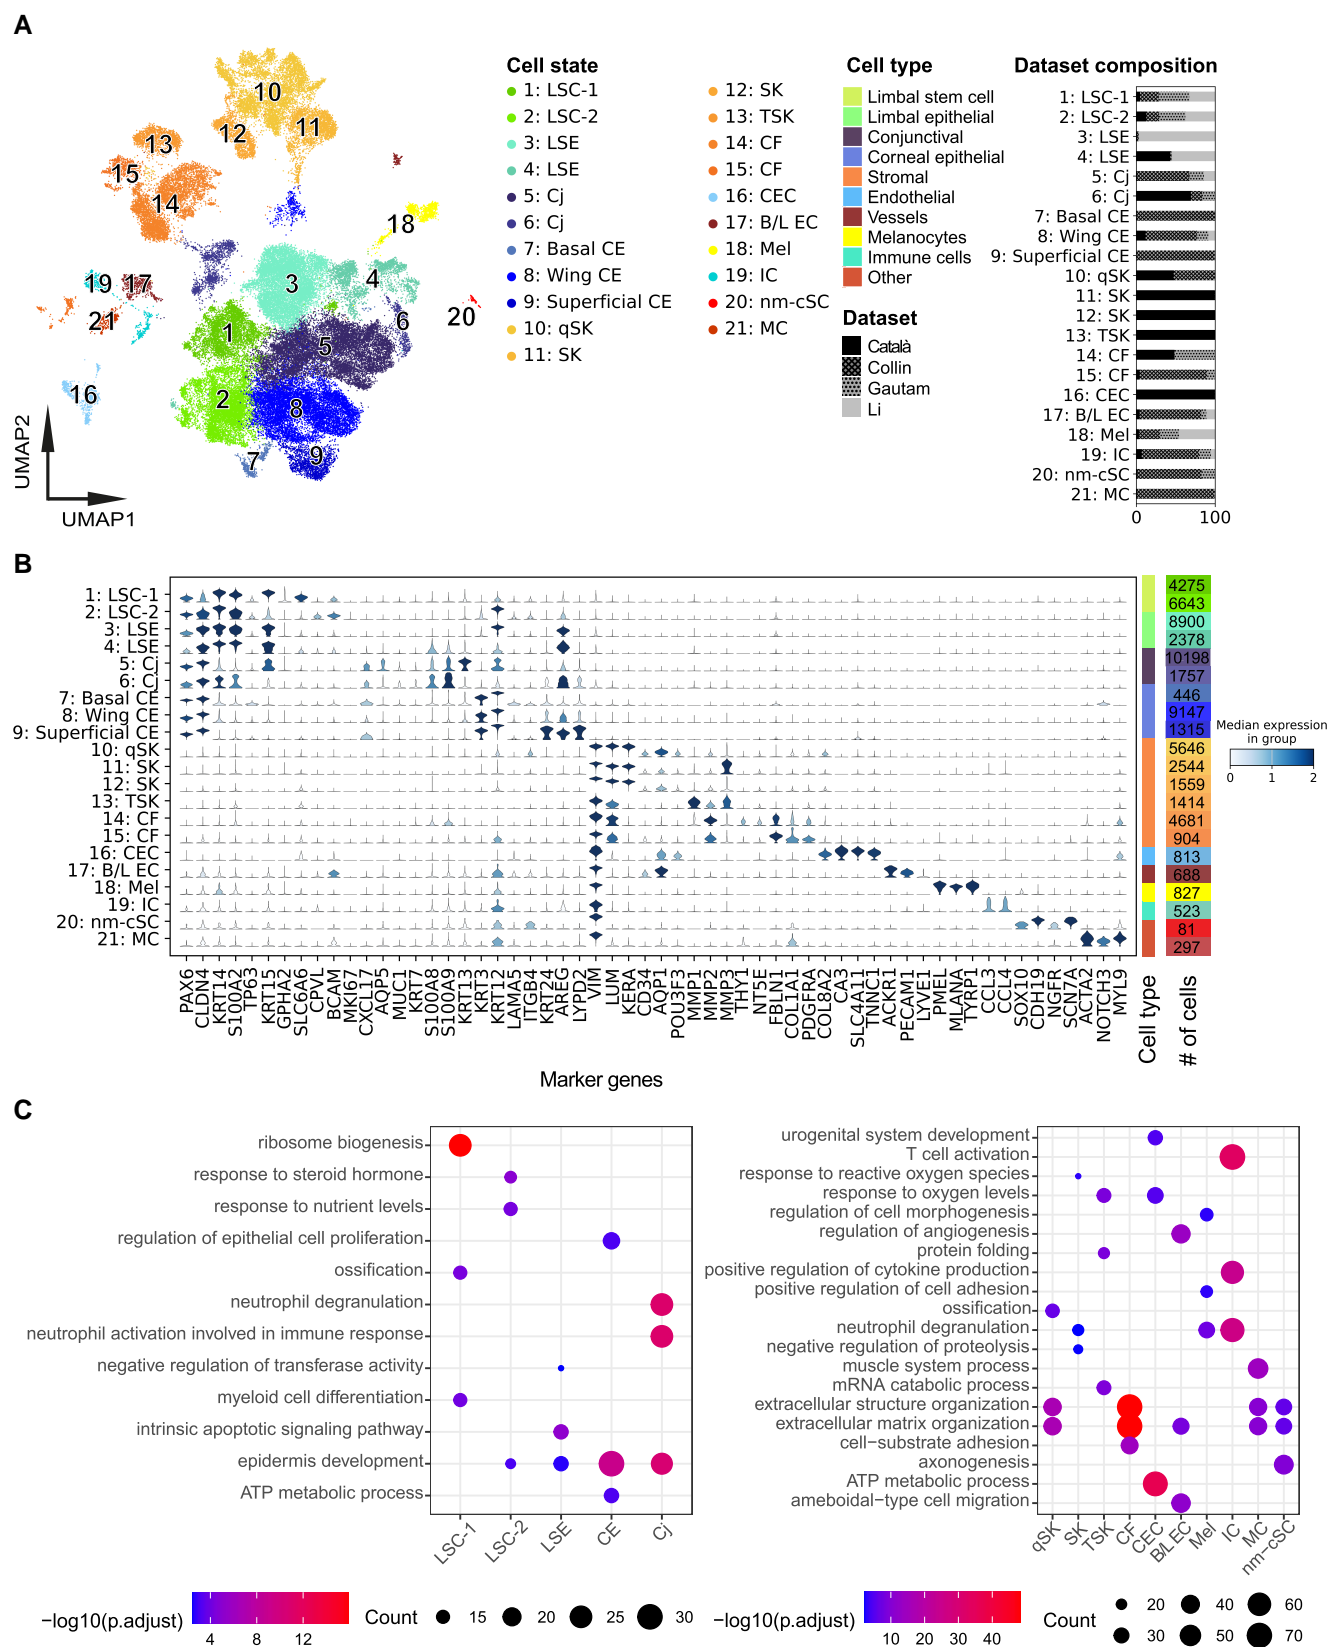 A
10
11
12
13
15
14
18
19
17
21
3
4
6
20
1
5
2
8
16
7
9
UMAP2
UMAP1
Cell state
1: LSC-1
2: LSC-2
3: LSE
4: LSE
5: Cj
6: Cj
7: Basal CE
8: Wing CE
9: Superficial CE
10: qSK
11: SK
12: SK
13: TSK
14: CF
15: CF
16: CEC
17: B/L EC
18: Mel
19: IC
20: nm-cSC
21: MC
Cell type
Limbal stem cell
Limbal epithelial
Conjunctival
Corneal epithelial
Stromal
Endothelial
Vessels
Melanocytes
Immune cells
Other
Dataset
Català
Collin
Gautam
Li
Dataset composition
1: LSC-1
2: LSC-2
3: LSE
4: LSE
5: Cj
6: Cj
7: Basal CE
8: Wing CE
9: Superficial CE
10: qSK
11: SK
12: SK
13: TSK
14: CF
15: CF
16: CEC
17: B/L EC
18: Mel
19: IC
20: nm-cSC
21: MC
0 100
B
1: LSC-1
2: LSC-2
3: LSE
4: LSE
5: Cj
6: Cj
7: Basal CE
8: Wing CE
9: Superficial CE
10: qSK
11: SK
12: SK
13: TSK
14: CF
15: CF
16: CEC
17: B/L EC
18: Mel
19: IC
20: nm-cSC
21: MC
4275
6643
8900
2378
10198
1757
446
9147
1315
5646
2544
1559
1414
4681
904
813
688
827
523
81
297
Median expression
in group
0 1 2
PAX6
CLDN4
KRT14
S100A2
TP63
KRT15
GPHA2
SLC6A6
CPVL
BCAM
MKI67
CXCL17
AQP5
MUC1
KRT7
S100A8
S100A9
KRT13
KRT3
KRT12
LAMA5
ITGB4
KRT24
AREG
LYPD2
VIM
LUM
KERA
CD34
AQP1
POU3F3
MMP1
MMP2
MMP3
THY1
NT5E
FBLN1
COL1A1
PDGFRA
COL8A2
CA3
SLC4A11
TNNC1
ACKR1
PECAM1
LYVE1
PMEL
MLANA
TYRP1
CCL3
CCL4
SOX10
CDH19
NGFR
SCN7A
ACTA2
NOTCH3
MYL9
Cell type
# of cells
Marker genes
C
ribosome biogenesis
response to steroid hormone
response to nutrient levels
regulation of epithelial cell proliferation
ossification
neutrophil degranulation
neutrophil activation involved in immune response
negative regulation of transferase activity
myeloid cell differentiation
intrinsic apoptotic signaling pathway
epidermis development
ATP metabolic process
LSC-1
LSC-2
LSE
CE
Cj
−log10(p.adjust)
4 8 12
Count
15 20 25 30
urogenital system development
T cell activation
response to reactive oxygen species
response to oxygen levels
regulation of cell morphogenesis
regulation of angiogenesis
protein folding
positive regulation of cytokine production
positive regulation of cell adhesion
ossification
neutrophil degranulation
negative regulation of proteolysis
muscle system process
mRNA catabolic process
extracellular structure organization
extracellular matrix organization
cell−substrate adhesion
axonogenesis
ATP metabolic process
ameboidal−type cell migration
qSK
SK
TSK
CF
CEC
B/LEC
Mel
IC
MC
nm-cSC
−log10(p.adjust)
10 20 30 40
Count
20 40 60
30 50 70